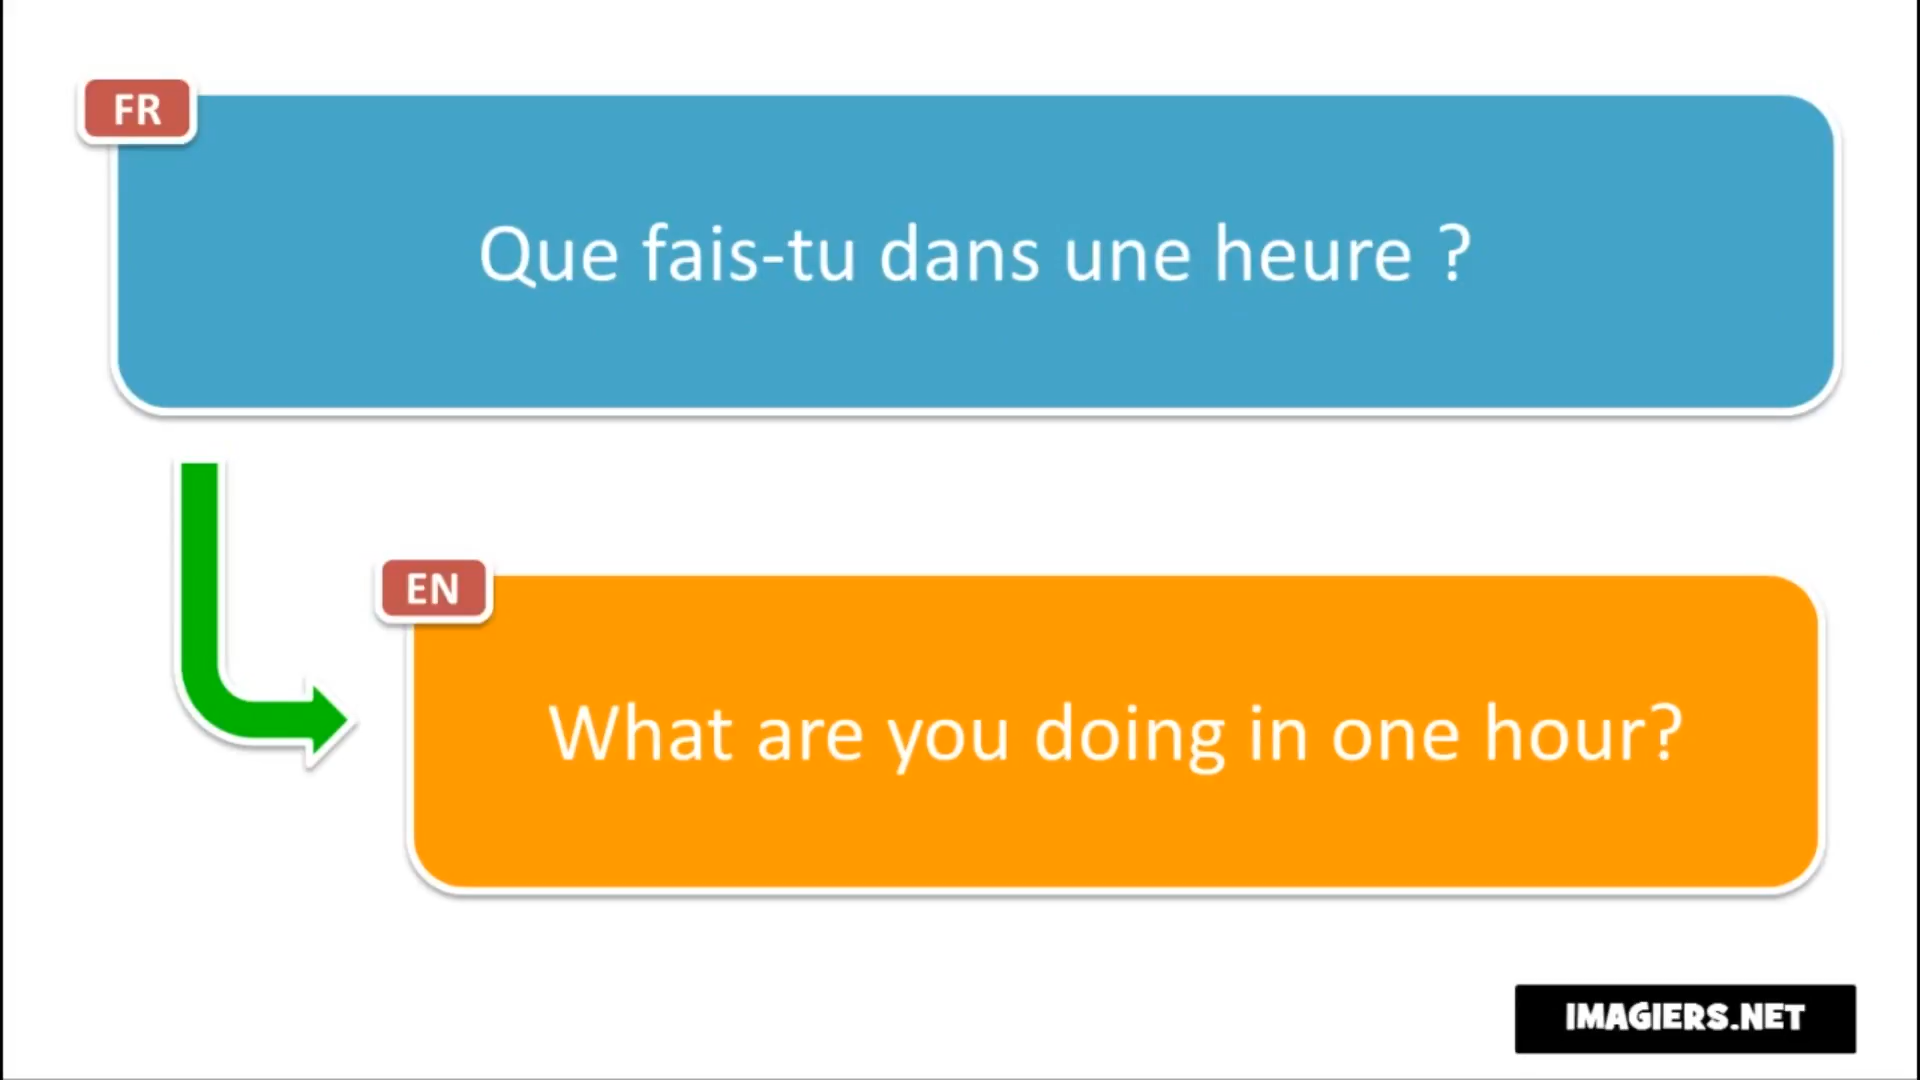 FR
Que fais-tu dans une heure ?
EN
What are you doing in one hour?
IMAGIERS.NET